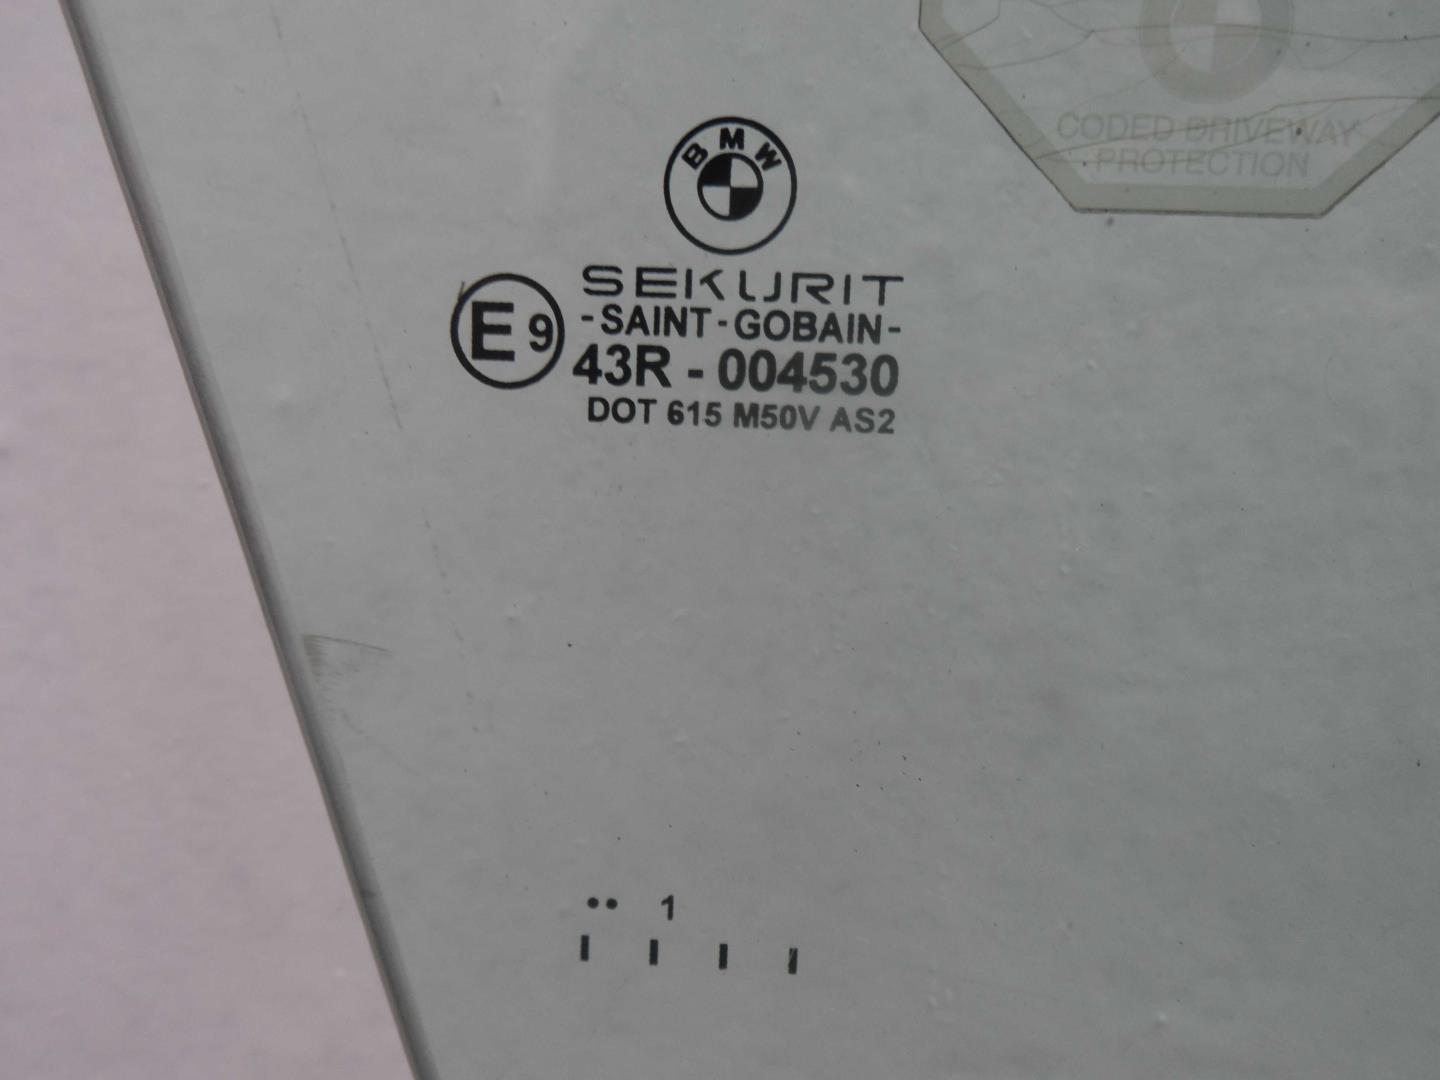 CODED DRIVEWAY
PROTECTION
BMW
SEKURIT
-SAINT-GOBAIN-
E9
43R - 004530
DOT 615 M50V AS2
•• 1